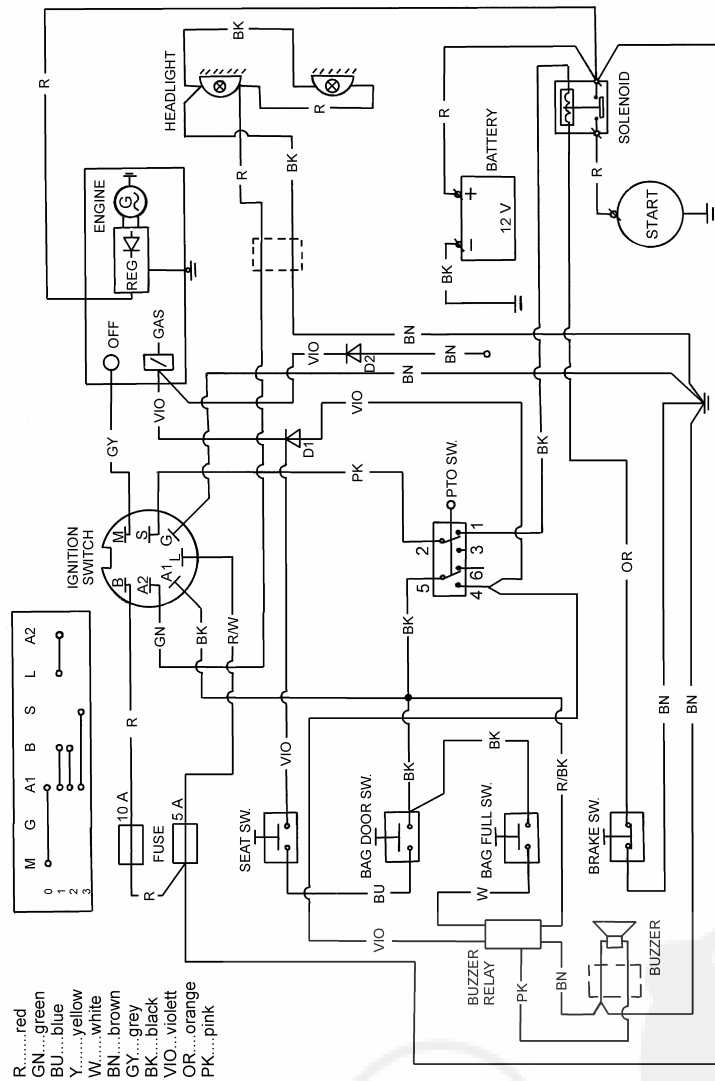 R
BK
HEADLIGHT
R
BK
R
R
BATTERY
12 V
+
−
BK
SOLENOID
R
START
ENGINE
G
REG
OFF
GAS
GY
VIO
VIO
D2
BN
BN
BN
VIO
D1
PK
BK
PTO SW.
2
1
3
5
6
4
OR
IGNITION
SWITCH
M
S
G
B
A2
A1
L
GN
BK
R/W
R
BK
M G A1 B S L A2
0
1
2
3
10 A
FUSE
5 A
R
VIO
SEAT SW.
BK
BAG DOOR SW.
BU
BK
BAG FULL SW.
W
R/BK
BRAKE SW.
BN
BN
VIO
BUZZER
RELAY
PK
BN
BUZZER
R......red
GN....green
BU....blue
Y......yellow
W.....white
BN....brown
GY....grey
BK....black
VIO...violett
OR....orange
PK....pink